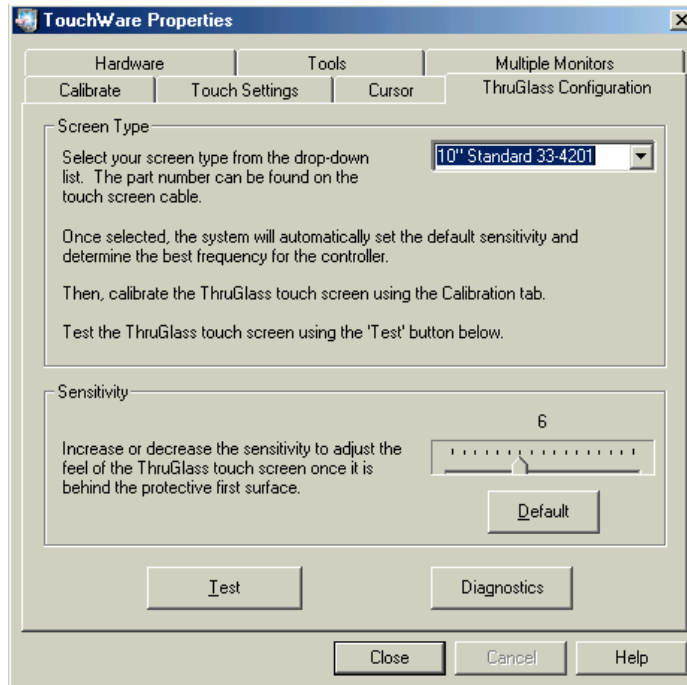 TouchWare Properties
Hardware
Tools
Multiple Monitors
Calibrate
Touch Settings
Cursor
ThruGlass Configuration
Screen Type
Select your screen type from the drop-down
list. The part number can be found on the
touch screen cable.
10" Standard 33-4201
Once selected, the system will automatically set the default sensitivity and
determine the best frequency for the controller.
Then, calibrate the ThruGlass touch screen using the Calibration tab.
Test the ThruGlass touch screen using the 'Test' button below.
Sensitivity
6
Increase or decrease the sensitivity to adjust the
feel of the ThruGlass touch screen once it is
behind the protective first surface.
Default
Test
Diagnostics
Close
Cancel
Help